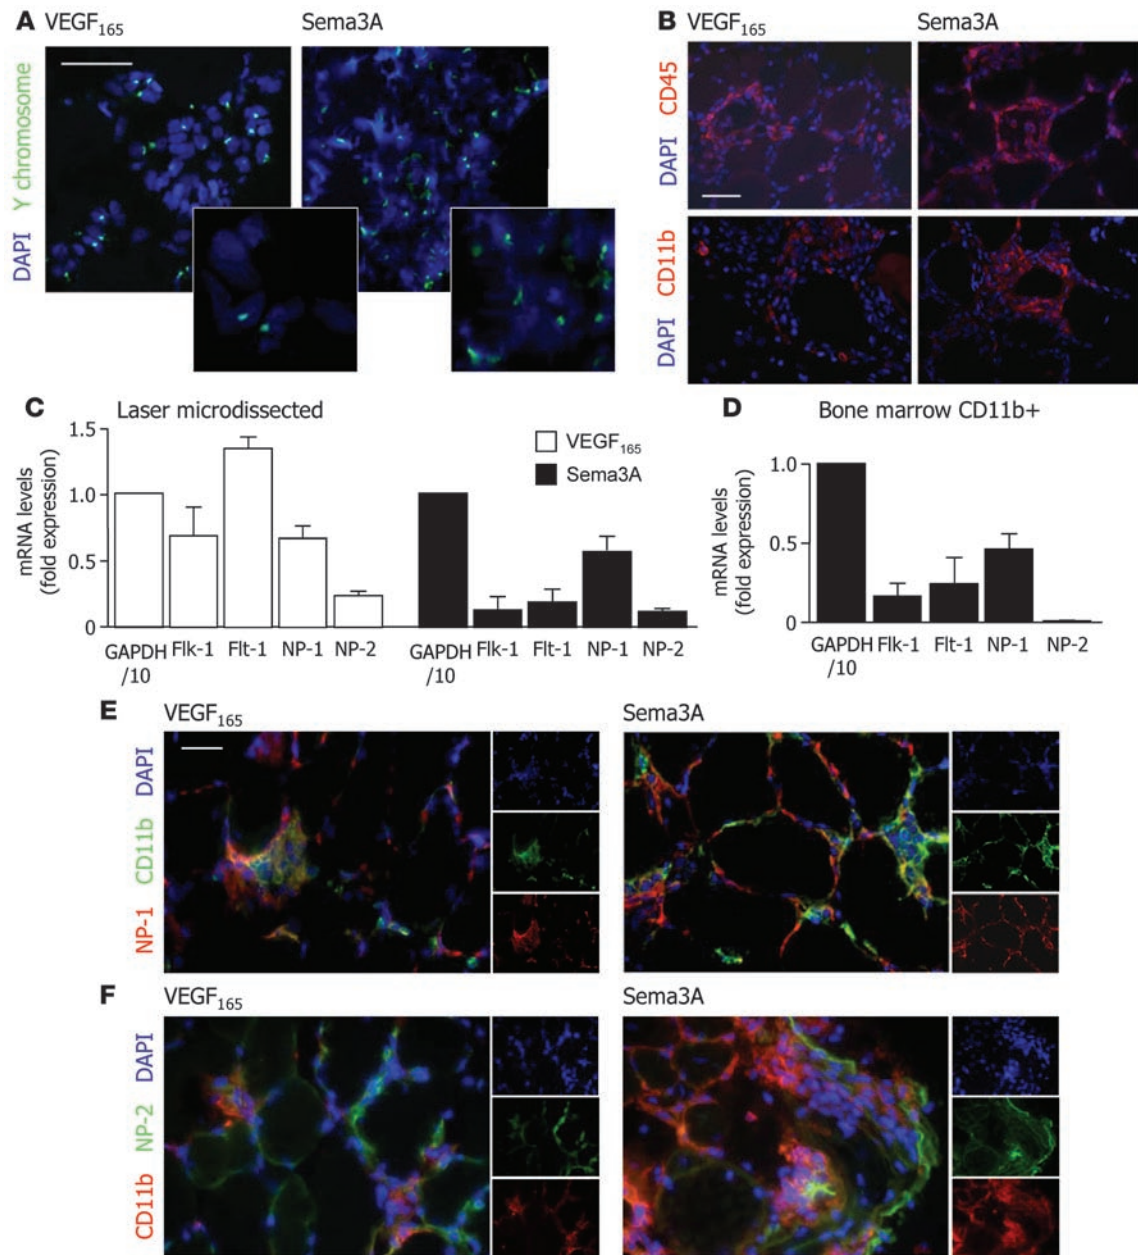 A
VEGF165
Sema3A
DAPI Y chromosome
B
VEGF165
Sema3A
DAPI CD45
DAPI CD11b
C
Laser microdissected
mRNA levels
(fold expression)
1.5
1.0
0.5
0
VEGF165
Sema3A
GAPDH
/10
Flk-1
Flt-1
NP-1
NP-2
GAPDH
/10
Flk-1
Flt-1
NP-1
NP-2
D
Bone marrow CD11b+
mRNA levels
(fold expression)
1.0
0.5
0
GAPDH
/10
Flk-1
Flt-1
NP-1
NP-2
E
VEGF165
Sema3A
NP-1 CD11b DAPI
F
VEGF165
Sema3A
CD11b NP-2 DAPI